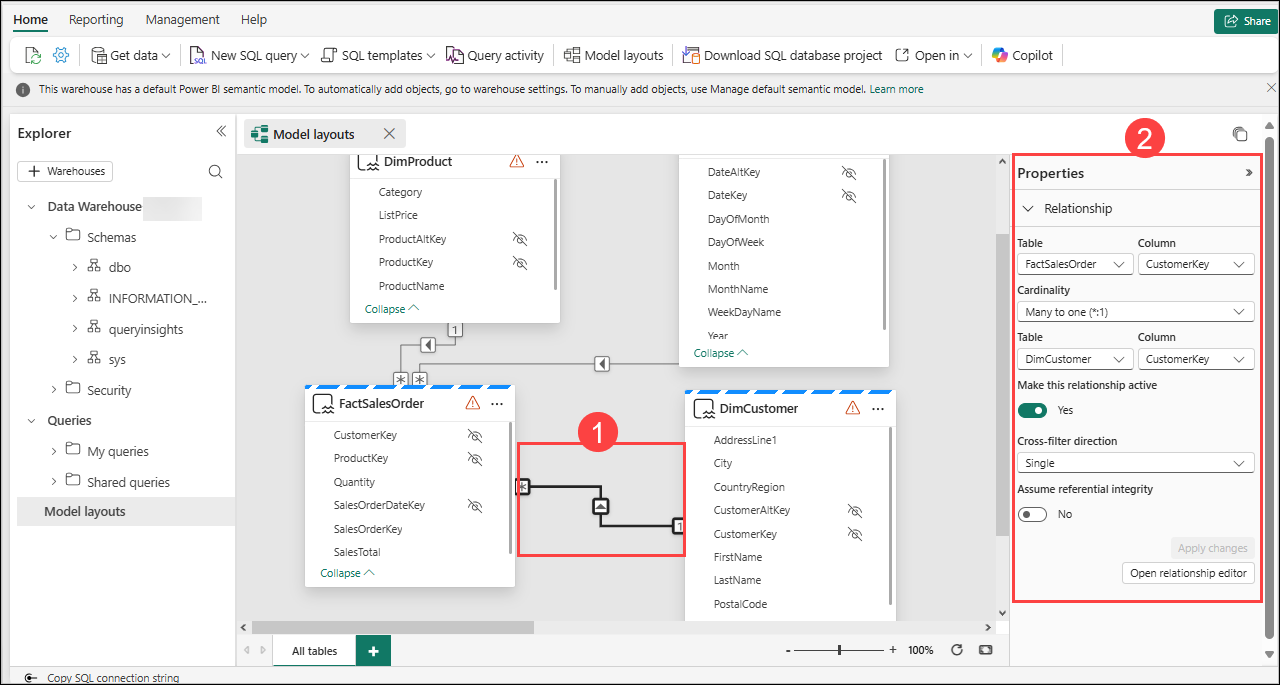 Home Reporting Management Help Share
Get data New SQL query SQL templates Query activity Model layouts Download SQL database project Open in Copilot
This warehouse has a default Power BI semantic model. To automatically add objects, go to warehouse settings. To manually add objects, use Manage default semantic model. Learn more
Explorer
+ Warehouses
Data Warehouse
Schemas
dbo
INFORMATION_...
queryinsights
sys
Security
Queries
My queries
Shared queries
Model layouts
Model layouts
DimProduct
Category
ListPrice
ProductAltKey
ProductKey
ProductName
Collapse
DateAltKey
DateKey
DayOfMonth
DayOfWeek
Month
MonthName
WeekDayName
Year
Collapse
1
*
*
FactSalesOrder
CustomerKey
ProductKey
Quantity
SalesOrderDateKey
SalesOrderKey
SalesTotal
Collapse
1
*
1
DimCustomer
AddressLine1
City
CountryRegion
CustomerAltKey
CustomerKey
FirstName
LastName
PostalCode
All tables
+
- + 100%
2
Properties
Relationship
Table Column
FactSalesOrder CustomerKey
Cardinality
Many to one (*:1)
Table Column
DimCustomer CustomerKey
Make this relationship active
Yes
Cross-filter direction
Single
Assume referential integrity
No
Apply changes
Open relationship editor
Copy SQL connection string